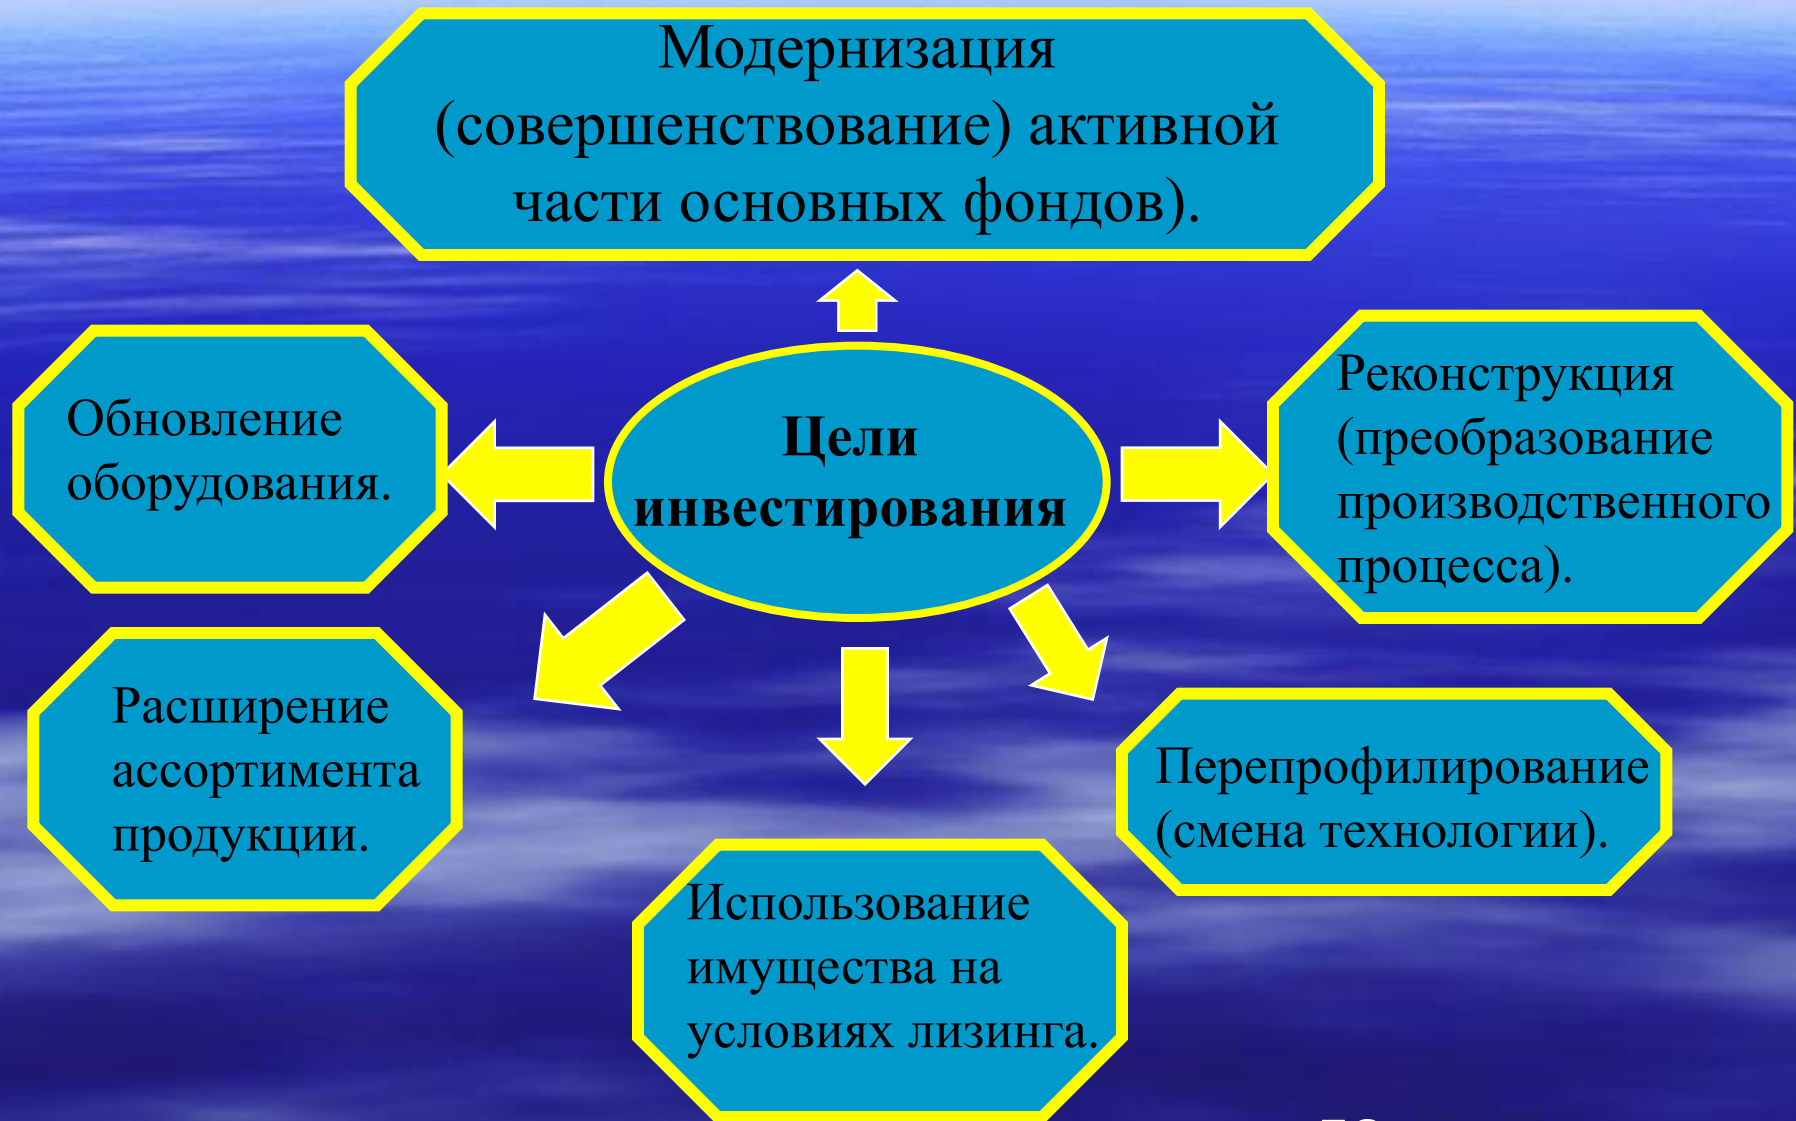 Модернизация
(совершенствование) активной
части основных фондов).
Обновление
оборудования.
Цели
инвестирования
Реконструкция
(преобразование
производственного
процесса).
Расширение
ассортимента
продукции.
Перепрофилирование
(смена технологии).
Использование
имущества на
условиях лизинга.